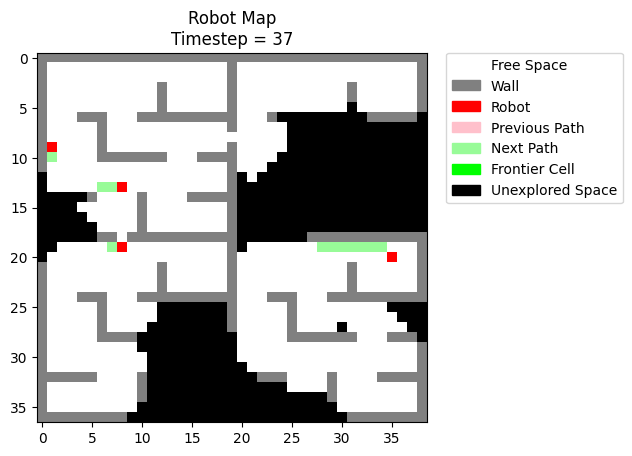 Robot Map
Timestep = 37
0
5
10
15
20
25
30
35
0
5
10
15
20
25
30
35
Free Space
Wall
Robot
Previous Path
Next Path
Frontier Cell
Unexplored Space